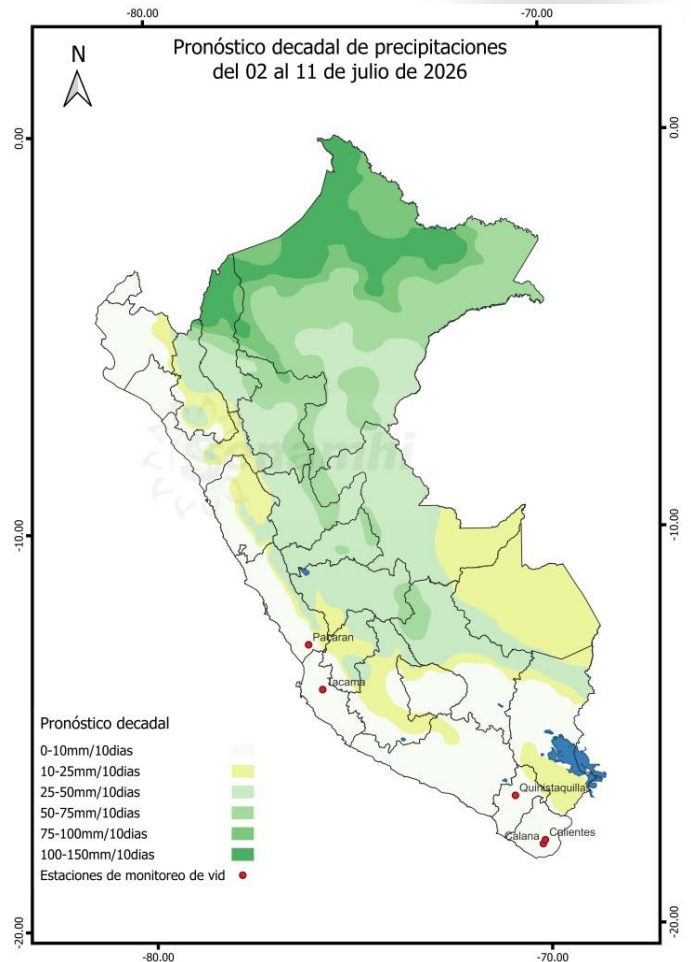 -80.00
-70.00
N
Pronóstico decadal de precipitaciones
del 02 al 11 de julio de 2026
0.00
0.00
Senamhi
-10.00
-10.00
Pacaran
Tacama
Pronóstico decadal
0-10mm/10dias
10-25mm/10dias
25-50mm/10dias
50-75mm/10dias
75-100mm/10dias
100-150mm/10dias
Estaciones de monitoreo de vid
Quinistaquillas
Calientes
Calana
-20.00
-20.00
-80.00
-70.00